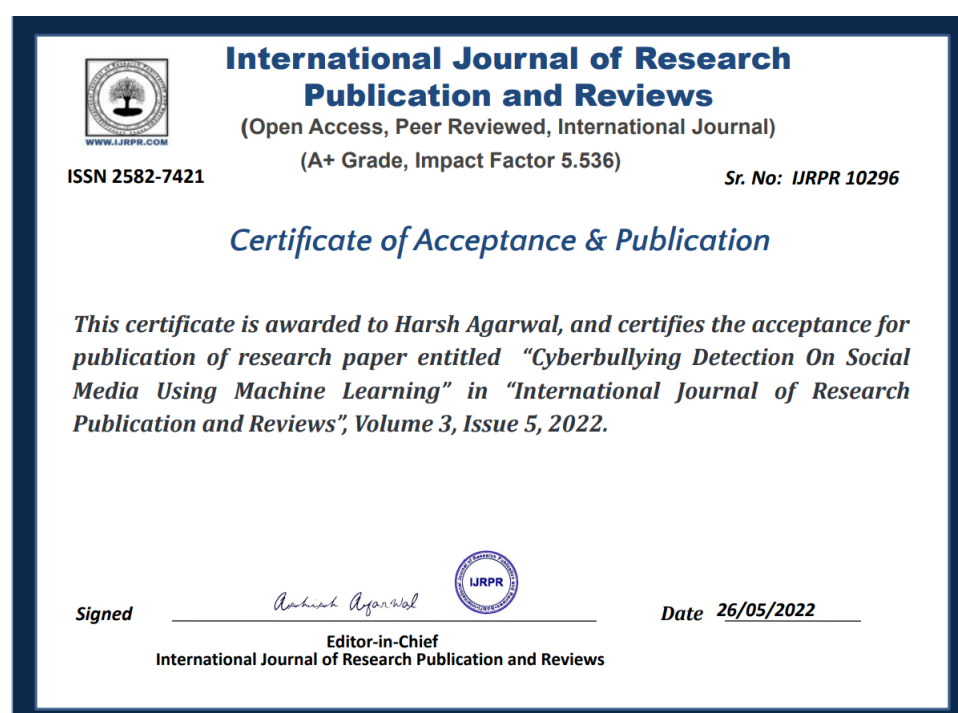 International Journal of Research
Publication and Reviews
(Open Access, Peer Reviewed, International Journal)
(A+ Grade, Impact Factor 5.536)
WWW.IJRPR.COM
ISSN 2582-7421
Sr. No: IJRPR 10296
Certificate of Acceptance & Publication
This certificate is awarded to Harsh Agarwal, and certifies the acceptance for
publication of research paper entitled “Cyberbullying Detection On Social
Media Using Machine Learning” in “International Journal of Research
Publication and Reviews”, Volume 3, Issue 5, 2022.
IJRPR
Signed
Aashish Agarwal
Date 26/05/2022
Editor-in-Chief
International Journal of Research Publication and Reviews